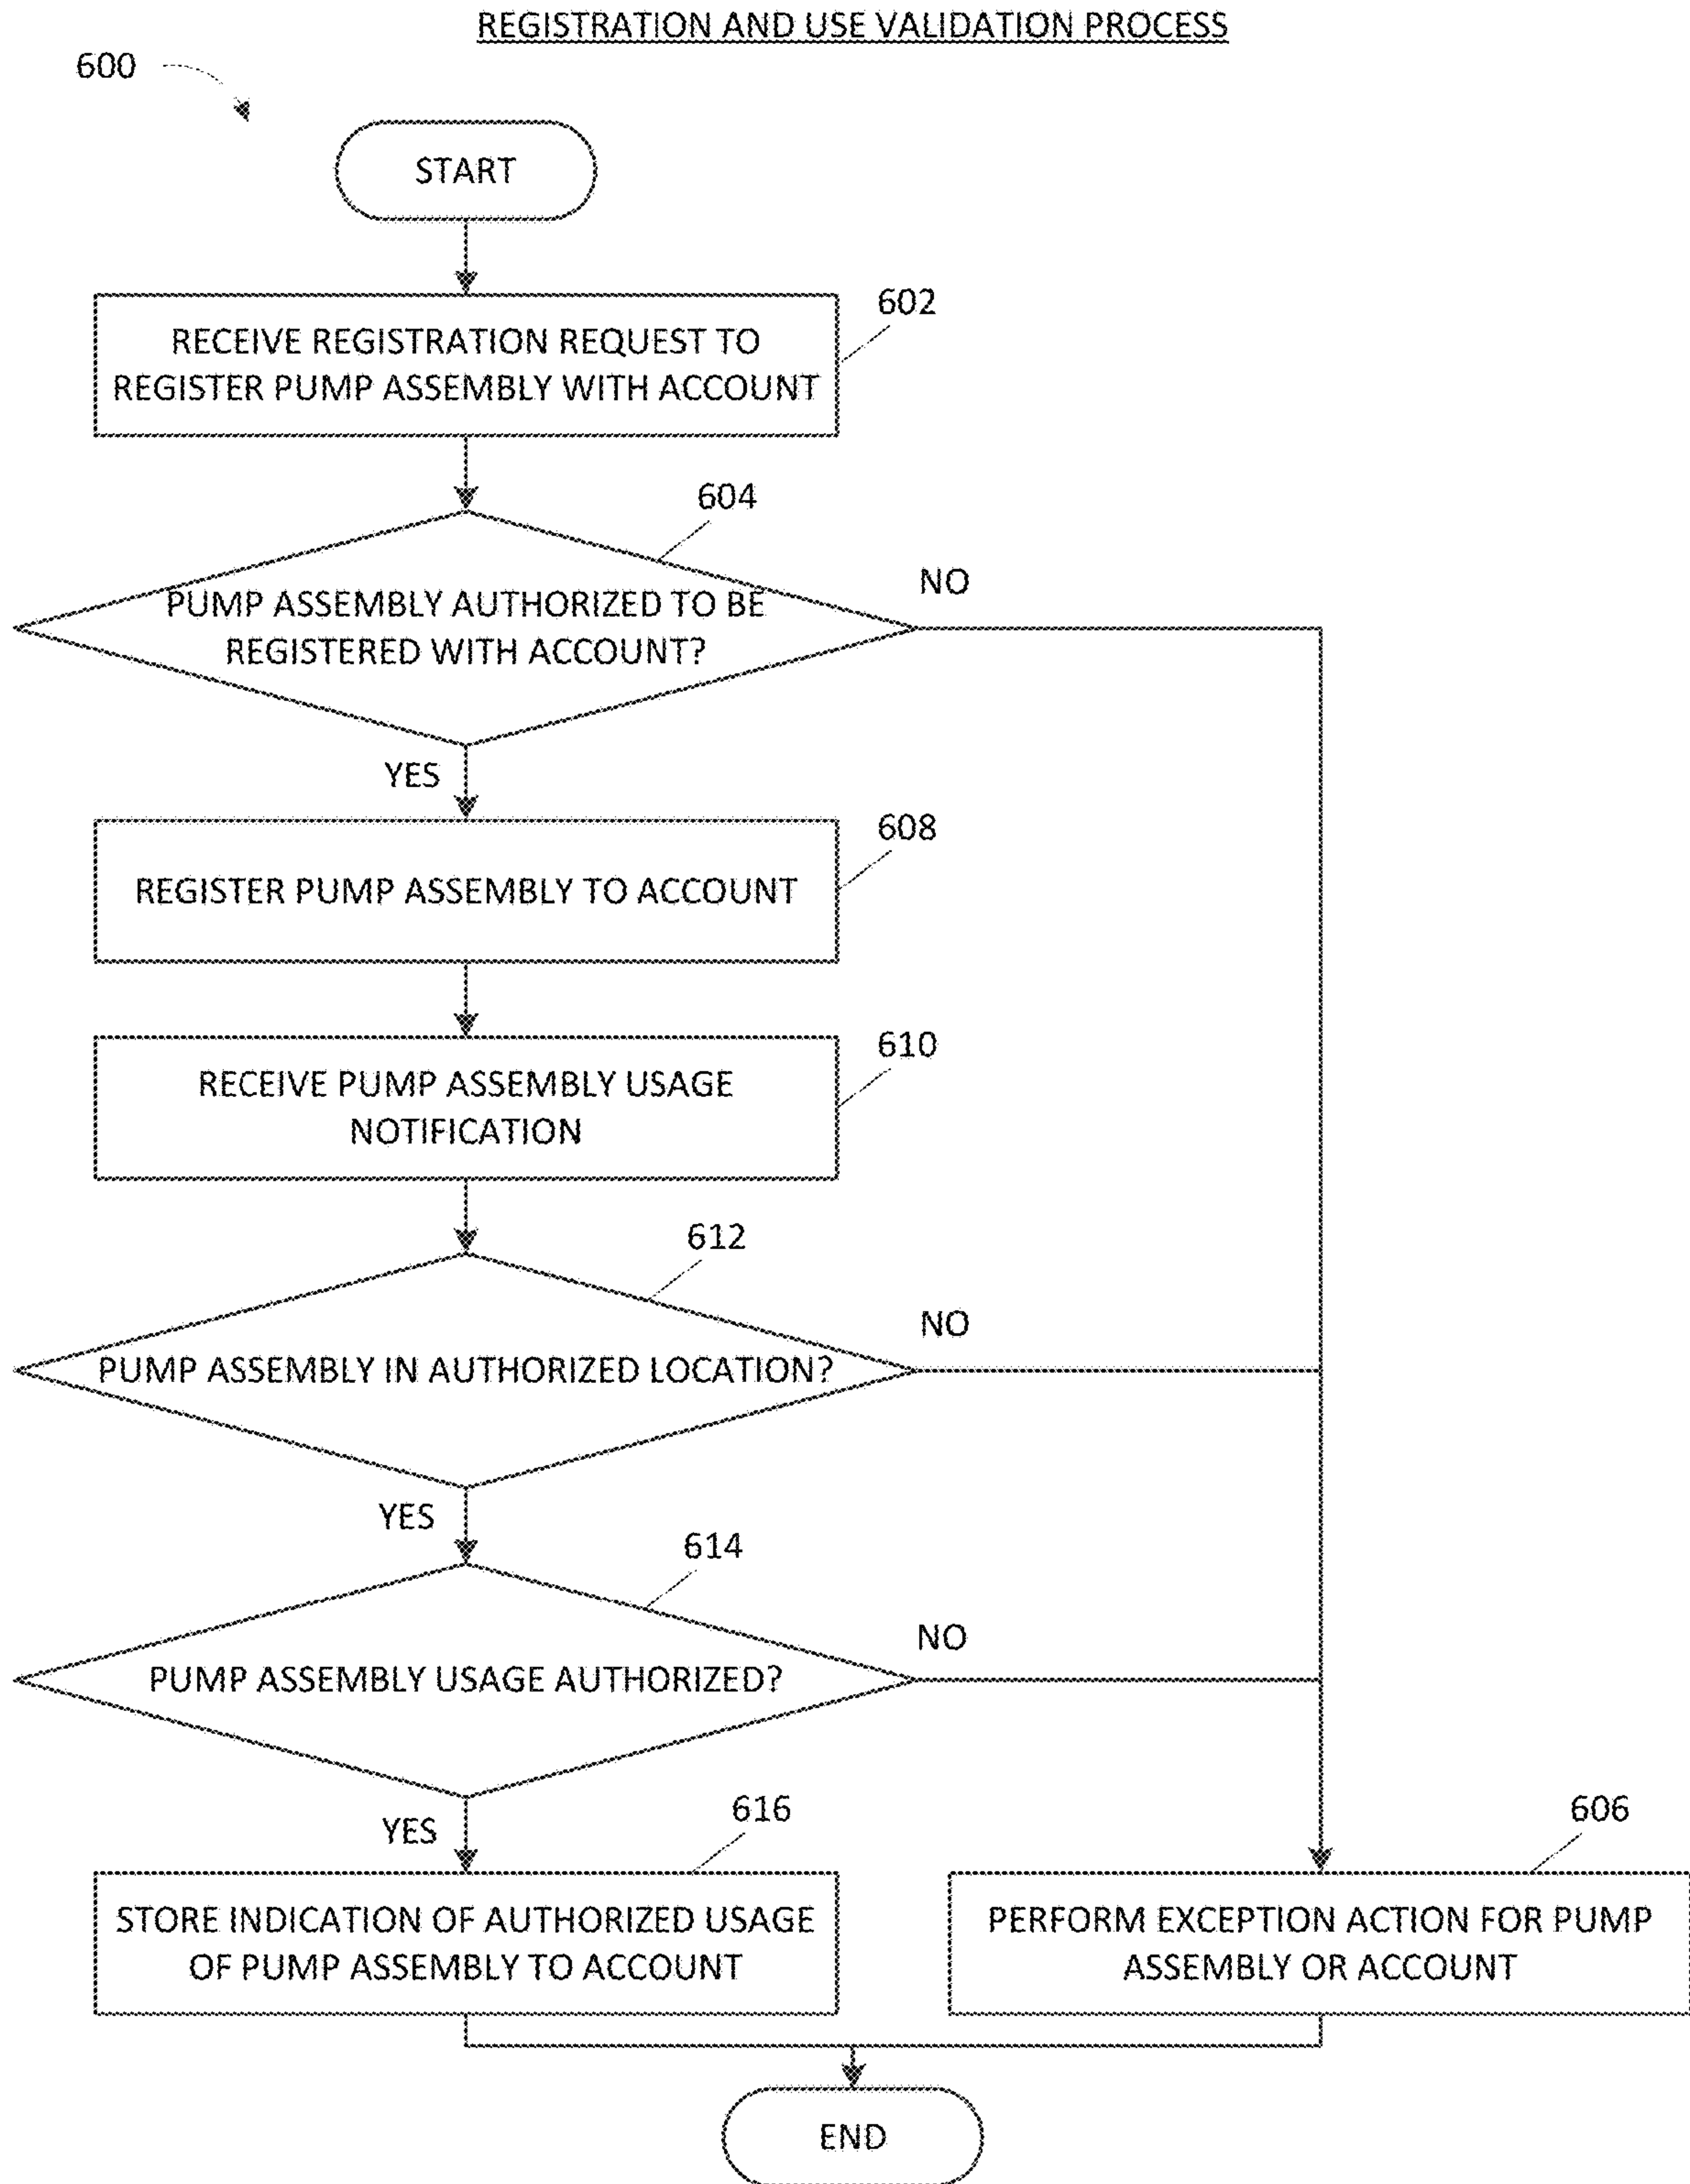 REGISTRATION AND USE VALIDATION PROCESS
600
START
602
RECEIVE REGISTRATION REQUEST TO
REGISTER PUMP ASSEMBLY WITH ACCOUNT
604
NO
PUMP ASSEMBLY AUTHORIZED TO BE
REGISTERED WITH ACCOUNT?
YES
608
REGISTER PUMP ASSEMBLY TO ACCOUNT
610
RECEIVE PUMP ASSEMBLY USAGE
NOTIFICATION
612
NO
PUMP ASSEMBLY IN AUTHORIZED LOCATION?
YES
614
NO
PUMP ASSEMBLY USAGE AUTHORIZED?
YES
616
606
STORE INDICATION OF AUTHORIZED USAGE
OF PUMP ASSEMBLY TO ACCOUNT
PERFORM EXCEPTION ACTION FOR PUMP
ASSEMBLY OR ACCOUNT
END